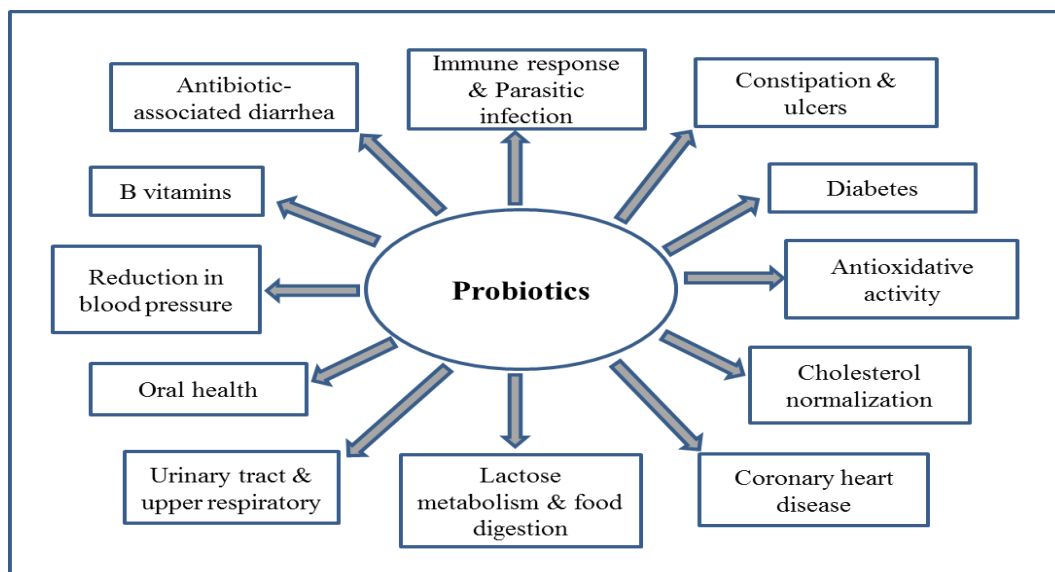 Antibiotic-
associated diarrhea
Immune response
& Parasitic
infection
Constipation &
ulcers
B vitamins
Diabetes
Reduction in
blood pressure
Probiotics
Antioxidative
activity
Oral health
Cholesterol
normalization
Urinary tract &
upper respiratory
Lactose
metabolism & food
digestion
Coronary heart
disease